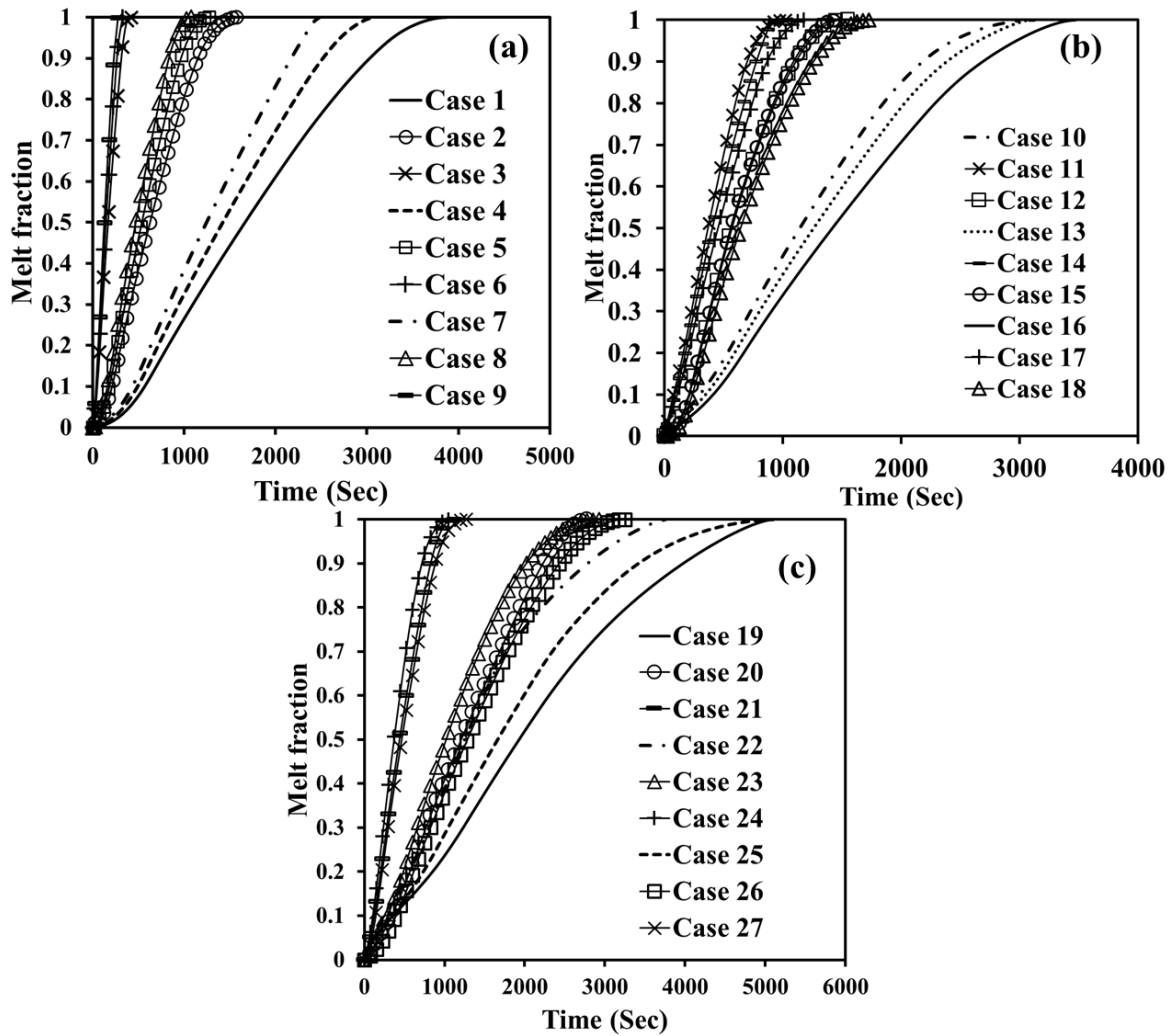 (a)
Melt fraction
1
0.9
0.8
0.7
0.6
0.5
0.4
0.3
0.2
0.1
0
Case 1
Case 2
Case 3
Case 4
Case 5
Case 6
Case 7
Case 8
Case 9
0 1000 2000 3000 4000 5000
Time (Sec)
(b)
Melt fraction
1
0.9
0.8
0.7
0.6
0.5
0.4
0.3
0.2
0.1
0
Case 10
Case 11
Case 12
Case 13
Case 14
Case 15
Case 16
Case 17
Case 18
0 1000 2000 3000 4000
Time (Sec)
(c)
Melt fraction
1
0.9
0.8
0.7
0.6
0.5
0.4
0.3
0.2
0.1
0
Case 19
Case 20
Case 21
Case 22
Case 23
Case 24
Case 25
Case 26
Case 27
0 1000 2000 3000 4000 5000 6000
Time (Sec)